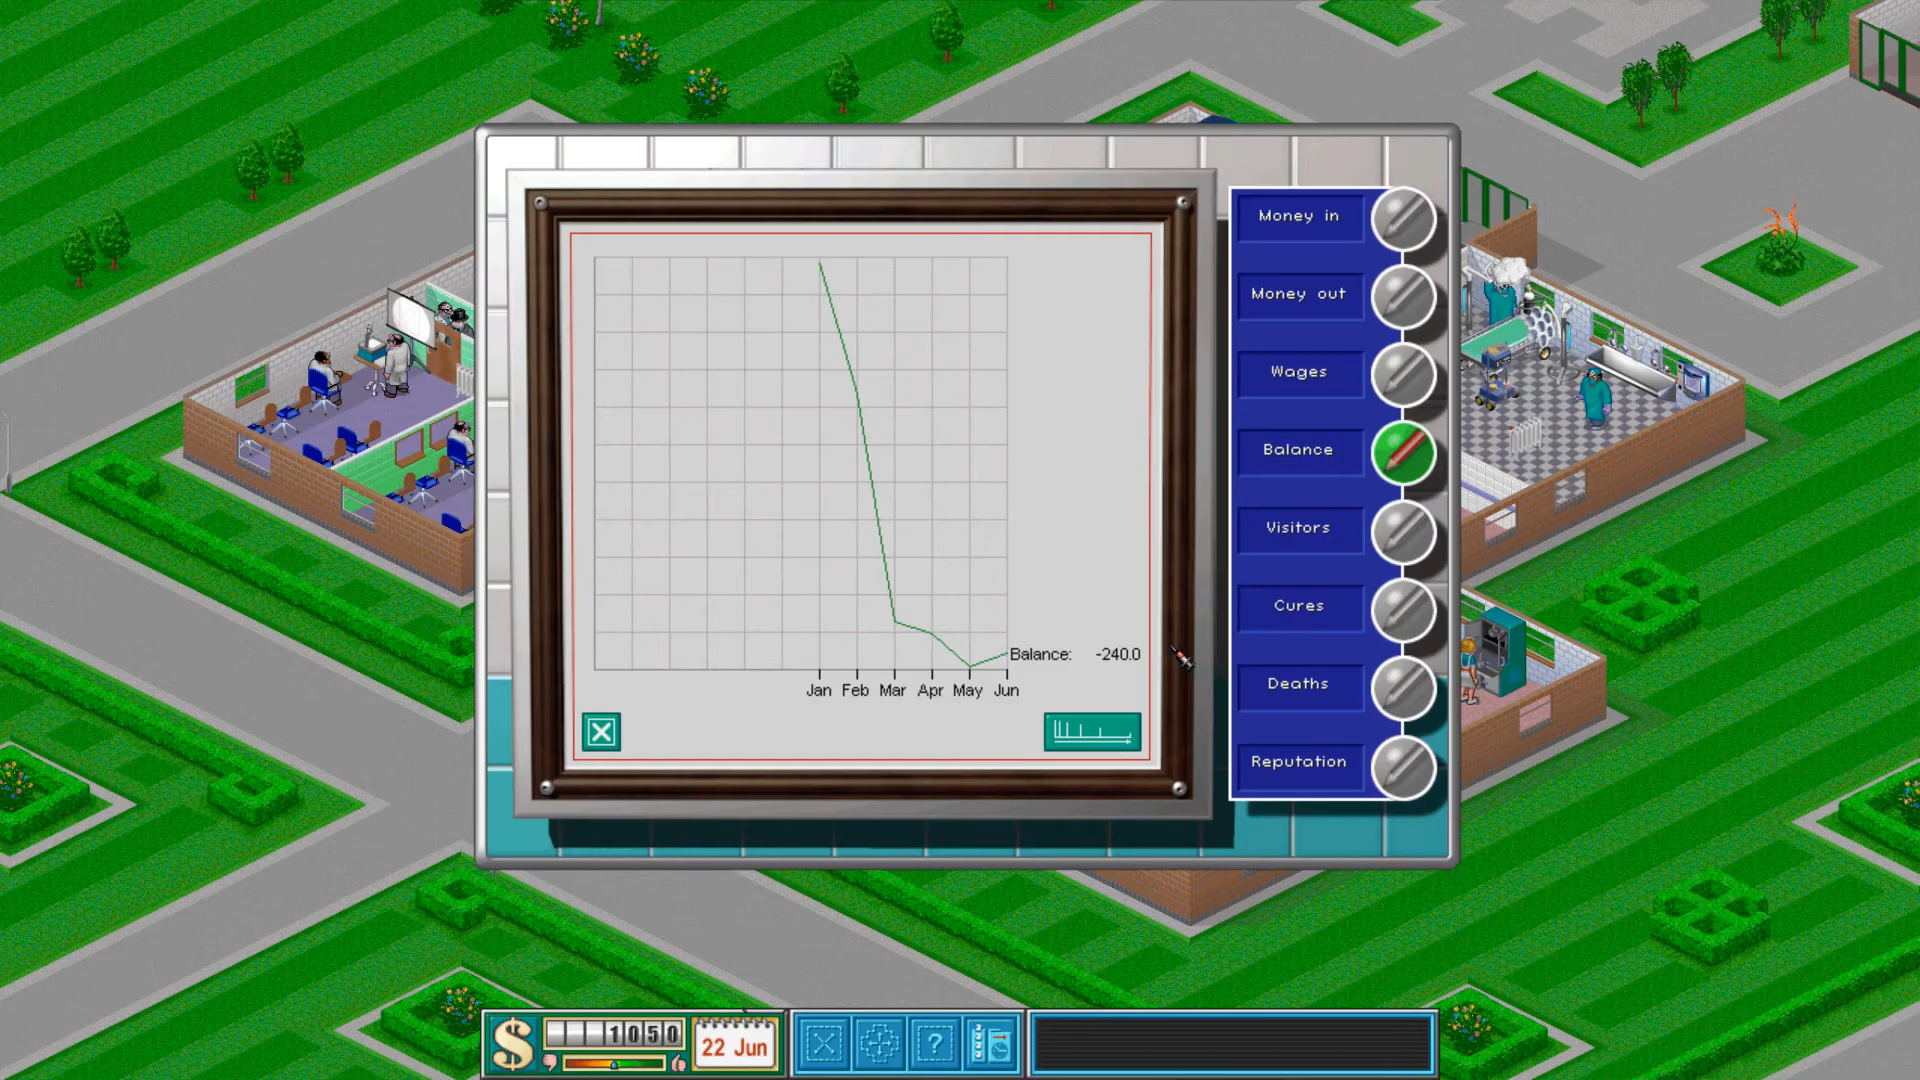 Money in
Money out
Wages
Balance
Visitors
Cures
Deaths
Reputation
Balance: -240.0
Jan Feb Mar Apr May Jun
$ 1050
22 Jun
?